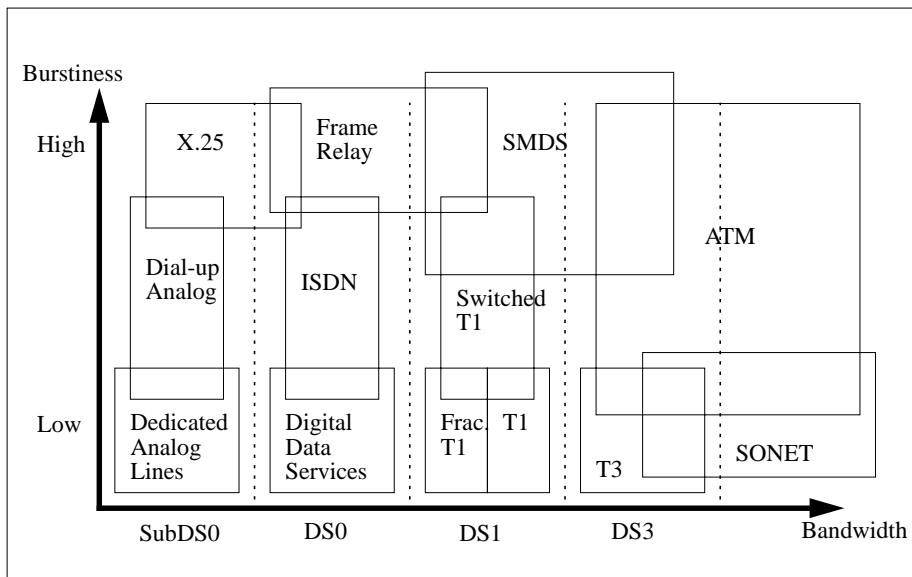 Burstiness
High
X.25
Frame
Relay
SMDS
ATM
Dial-up
Analog
ISDN
Switched
T1
Low
Dedicated
Analog
Lines
Digital
Data
Services
Frac.
T1
T1
T3
SONET
SubDS0
DS0
DS1
DS3
Bandwidth